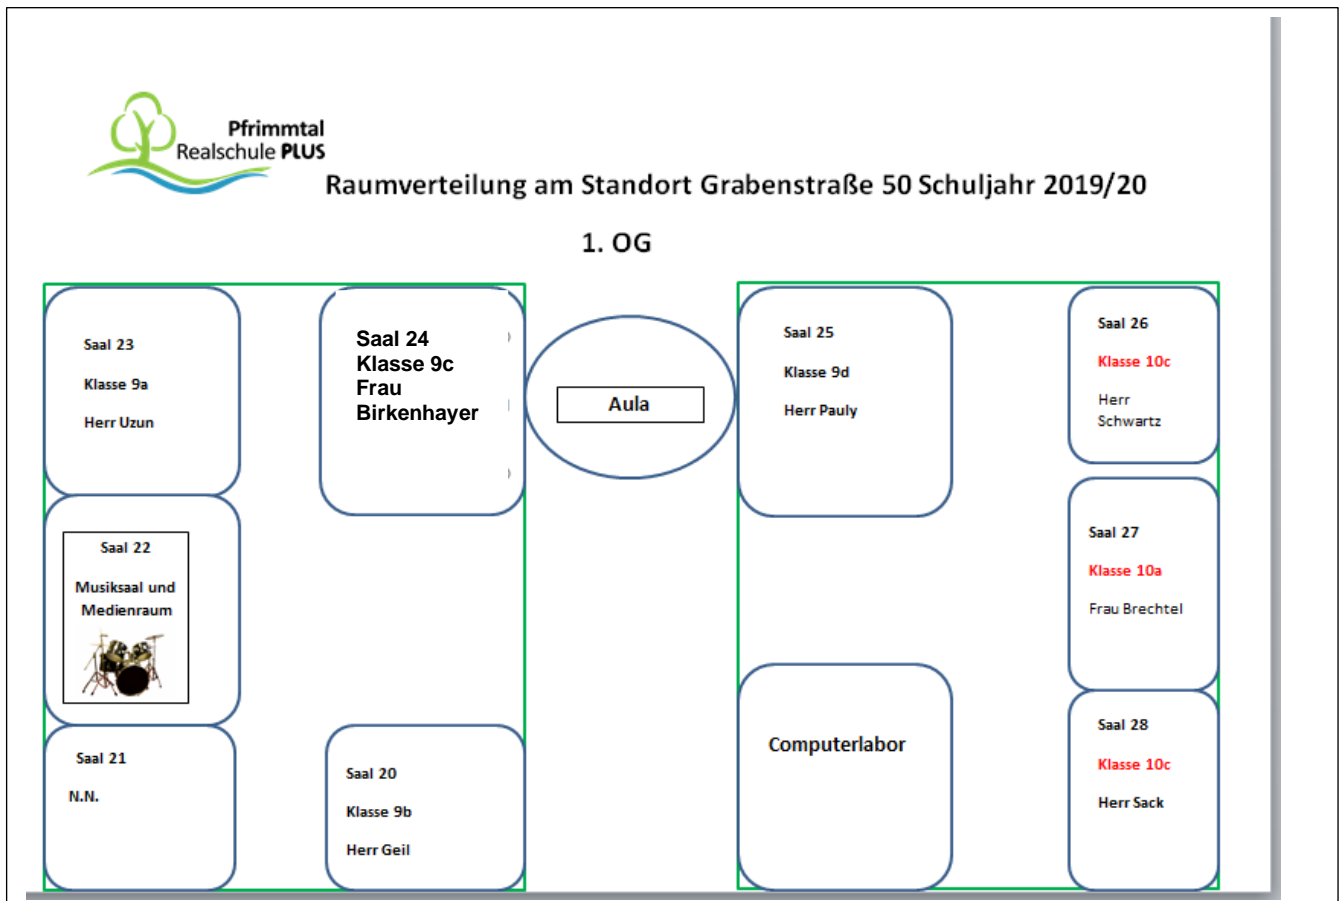 Pfrimmtal
Realschule PLUS
Raumverteilung am Standort Grabenstraße 50 Schuljahr 2019/20
1. OG
Saal 23
Klasse 9a
Herr Uzun
Saal 24
Klasse 9c
Frau
Birkenhayer
Aula
Saal 25
Klasse 9d
Herr Pauly
Saal 26
Klasse 10c
Herr
Schwartz
Saal 22
Musiksaal und
Medienraum
Saal 27
Klasse 10a
Frau Brechtel
Saal 21
N.N.
Saal 20
Klasse 9b
Herr Geil
Computerlabor
Saal 28
Klasse 10c
Herr Sack